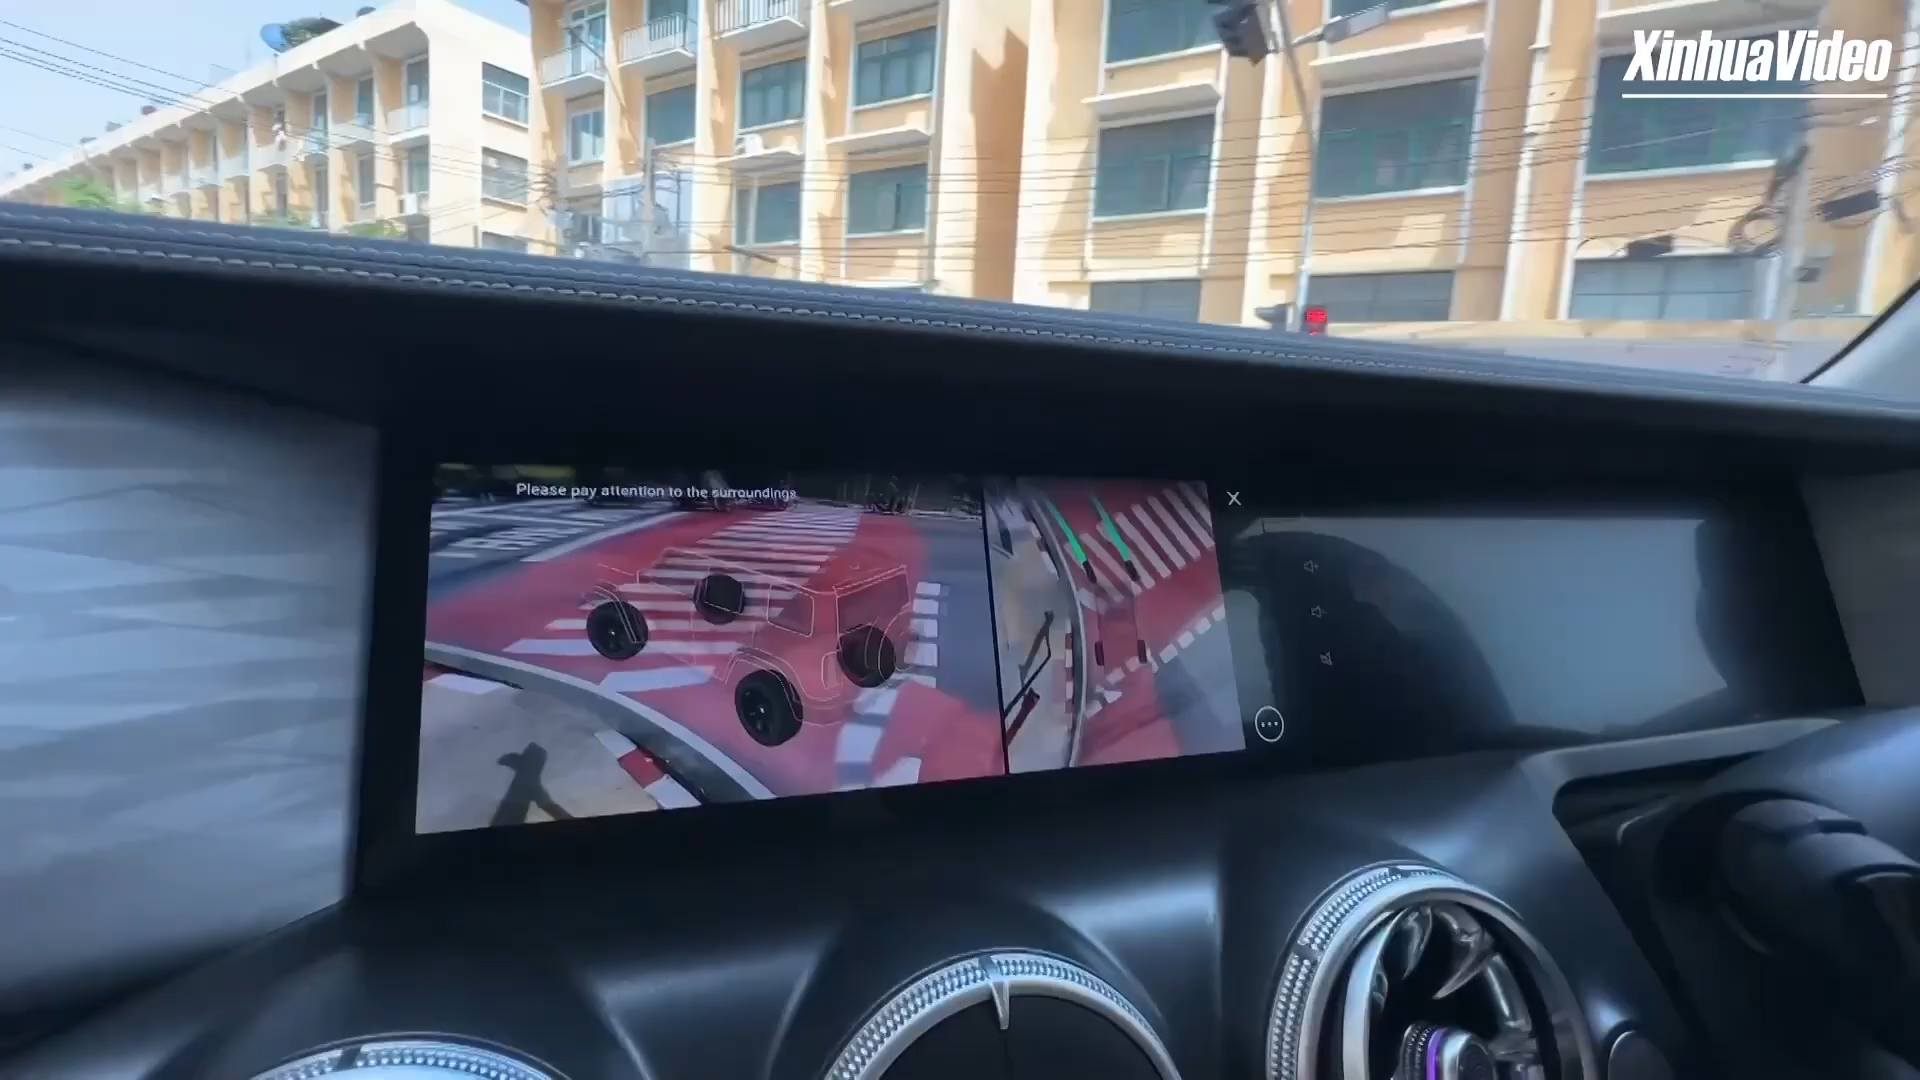 XinhuaVideo
Please pay attention to the surroundings
X